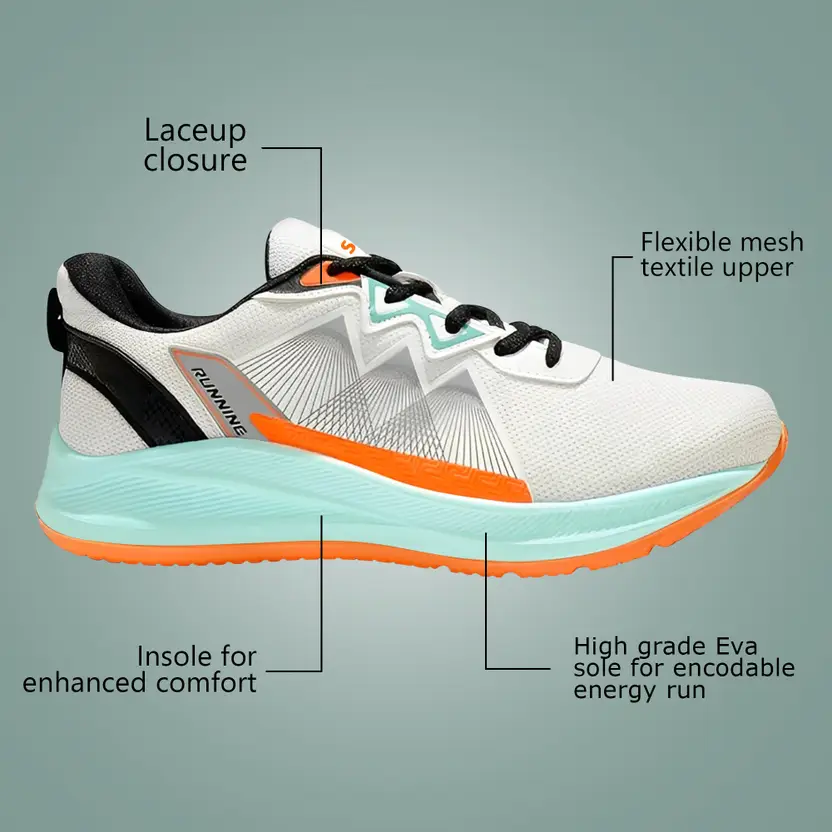 Laceup
closure
Flexible mesh
textile upper
S
RUNNING
Insole for
enhanced comfort
High grade Eva
sole for encodable
energy run